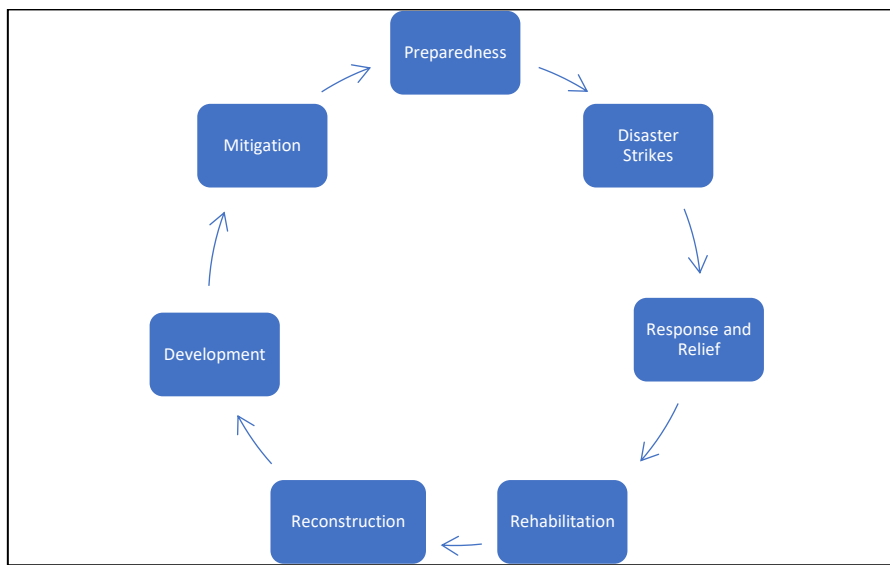 Preparedness
Disaster
Strikes
Response and
Relief
Rehabilitation
Reconstruction
Development
Mitigation